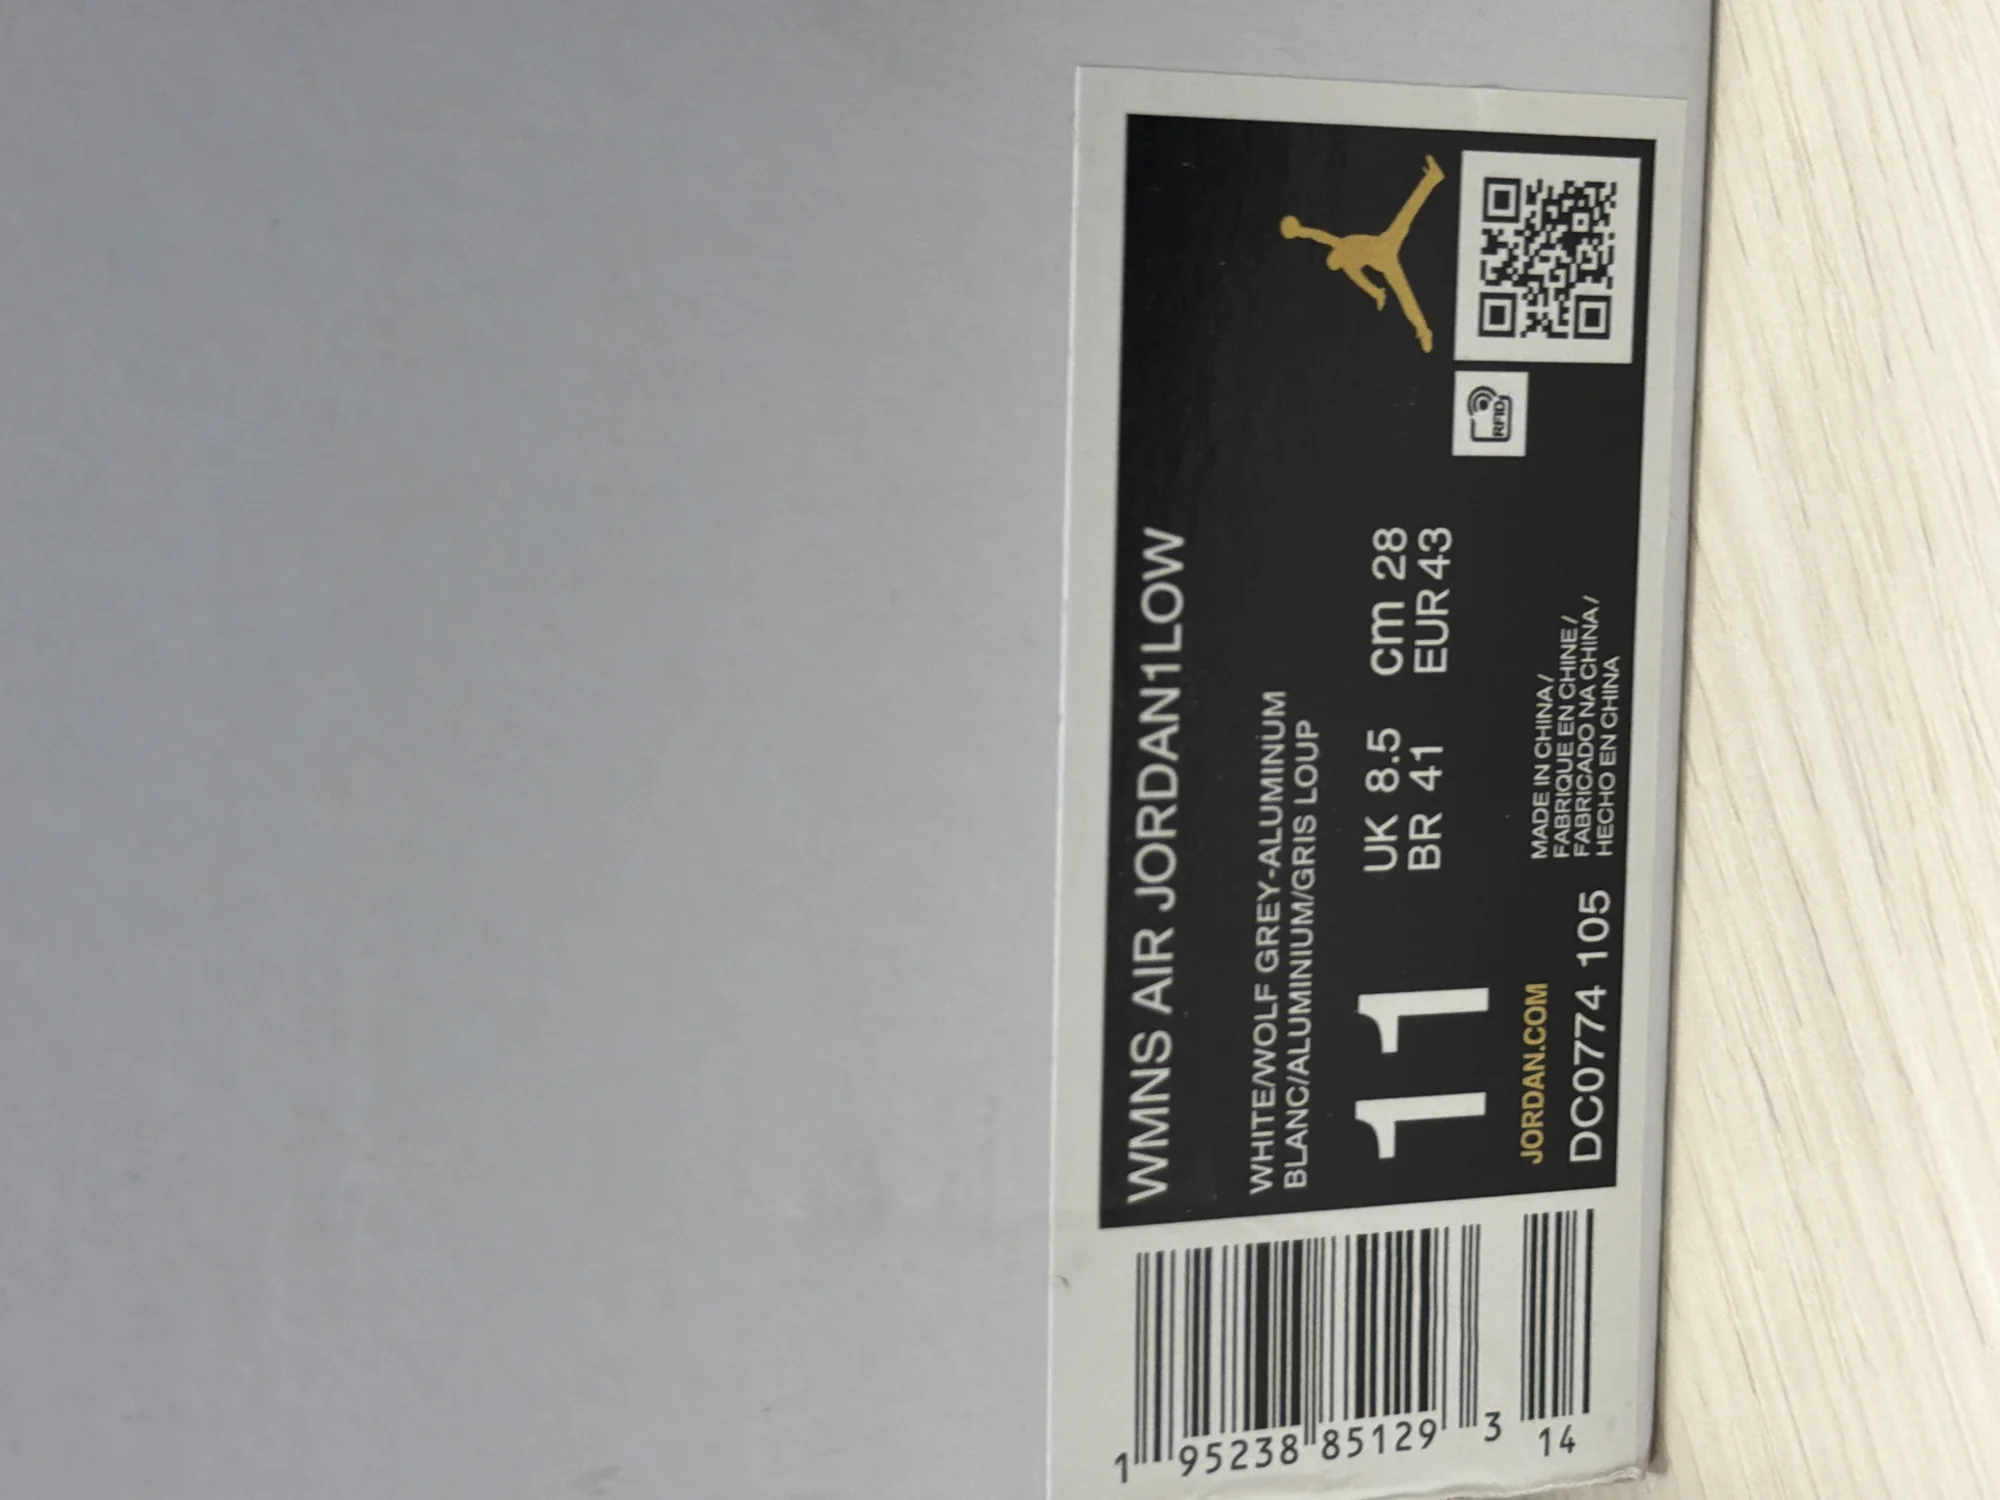 WMNS AIR JORDAN1LOW
WHITE/WOLF GREY-ALUMINUM
BLANC/ALUMINIUM/GRIS LOUP
11
UK 8.5 cm 28
BR 41 EUR 43
RFID
JORDAN.COM
DC0774 105
MADE IN CHINA/
FABRIQUE EN CHINE/
FABRICADO NA CHINA/
HECHO EN CHINA
1 95238 85129 3
14